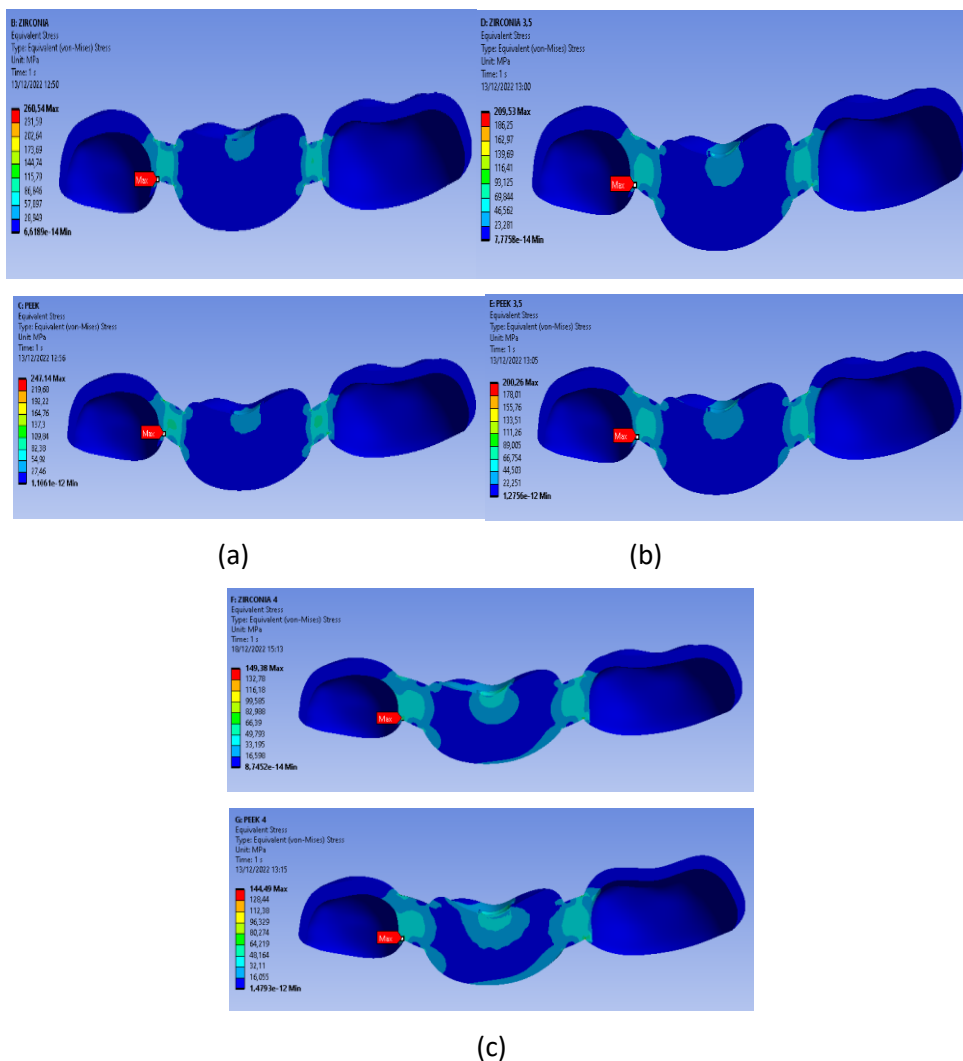 B: ZIRCONIA
Equivalent Stress
Type: Equivalent (von-Mises) Stress
Unit: MPa
Time: 1 s
13/12/2022 12:50
260,54 Max
231,59
202,64
173,69
144,74
115,79
86,846
57,897
28,949
6,6189e-14 Min
Max
D: ZIRCONIA 3,5
Equivalent Stress
Type: Equivalent (von-Mises) Stress
Unit: MPa
Time: 1 s
13/12/2022 13:00
209,53 Max
186,25
162,97
139,69
116,41
93,125
69,844
46,562
23,281
7,7758e-14 Min
Max
C: PEEK
Equivalent Stress
Type: Equivalent (von-Mises) Stress
Unit: MPa
Time: 1 s
13/12/2022 12:56
247,14 Max
219,68
192,22
164,76
137,3
109,84
82,38
54,92
27,46
1,1061e-12 Min
Max
E: PEEK 3,5
Equivalent Stress
Type: Equivalent (von-Mises) Stress
Unit: MPa
Time: 1 s
13/12/2022 13:05
200,26 Max
178,01
155,76
133,51
111,26
89,005
66,754
44,503
22,251
1,2756e-12 Min
Max
(a)
(b)
F: ZIRCONIA 4
Equivalent Stress
Type: Equivalent (von-Mises) Stress
Unit: MPa
Time: 1 s
18/12/2022 15:13
149,38 Max
132,78
116,18
99,585
82,988
66,39
49,793
33,195
16,598
8,7452e-14 Min
Max
G: PEEK 4
Equivalent Stress
Type: Equivalent (von-Mises) Stress
Unit: MPa
Time: 1 s
13/12/2022 13:15
144,49 Max
128,44
112,38
96,329
80,274
64,219
48,164
32,11
16,055
1,4793e-12 Min
Max
(c)